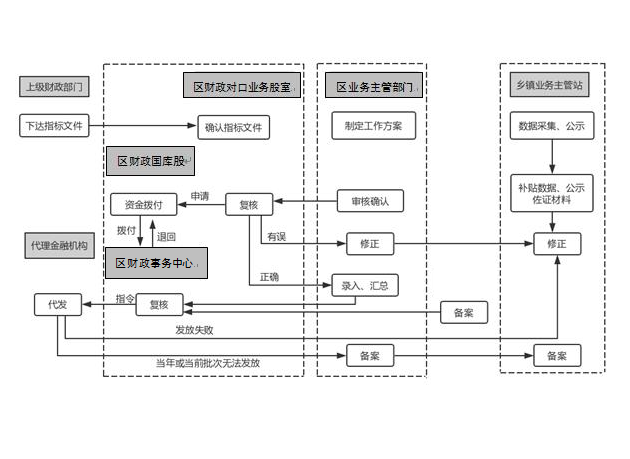 上级财政部门
区财政对口业务股室
区业务主管部门
乡镇业务主管站
下达指标文件
确认指标文件
制定工作方案
数据采集、公示
区财政国库股
补贴数据、公示
佐证材料
资金拨付
申请
复核
审核确认
拨付
退回
有误
修正
修正
代理金融机构
区财政事务中心
正确
录入、汇总
代发
指令
复核
备案
发放失败
当年或当前批次无法发放
备案
备案